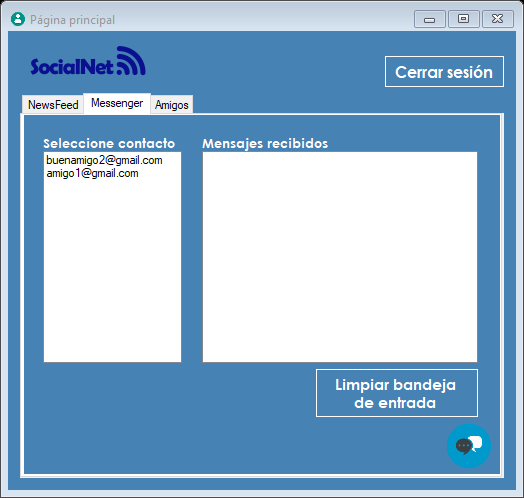 Página principal
SocialNet
Cerrar sesión
NewsFeed Messenger Amigos
Seleccione contacto
buenamigo2@gmail.com
amigo1@gmail.com
Mensajes recibidos
Limpiar bandeja
de entrada